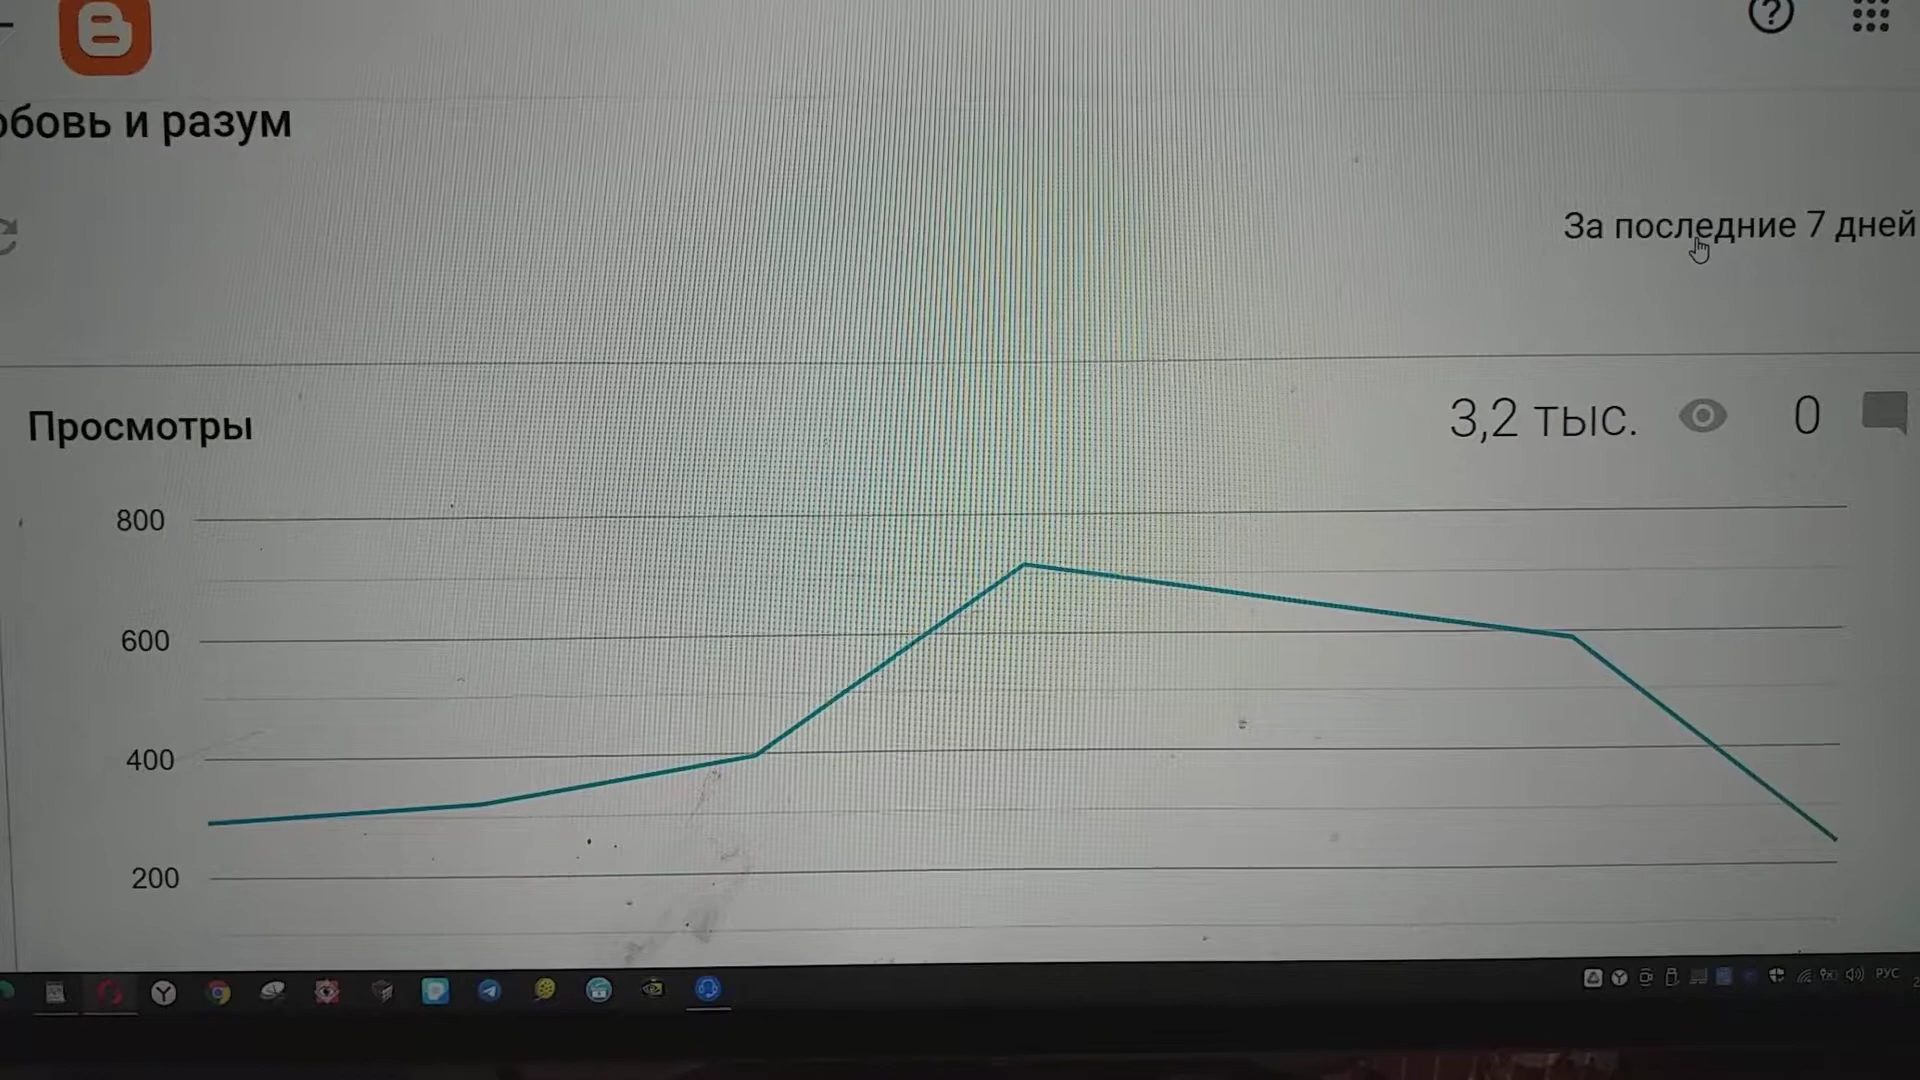 обовь и разум
За последние 7 дней
Просмотры
3,2 тыс.
0
800
600
400
200
РУС